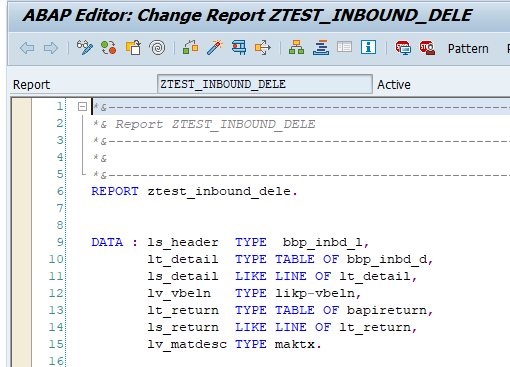 ABAP Editor: Change Report ZTEST_INBOUND_DELE
Pattern
Report ZTEST_INBOUND_DELE Active
1 *&---------------------------------------------------------
2 *& Report ZTEST_INBOUND_DELE
3 *&---------------------------------------------------------
4 *&
5 *&---------------------------------------------------------
6 REPORT ztest_inbound_dele.
7
8
9 DATA : ls_header TYPE bbp_inbd_l,
10 lt_detail TYPE TABLE OF bbp_inbd_d,
11 ls_detail LIKE LINE OF lt_detail,
12 lv_vbeln TYPE likp-vbeln,
13 lt_return TYPE TABLE OF bapireturn,
14 ls_return LIKE LINE OF lt_return,
15 lv_matdesc TYPE maktx.
16